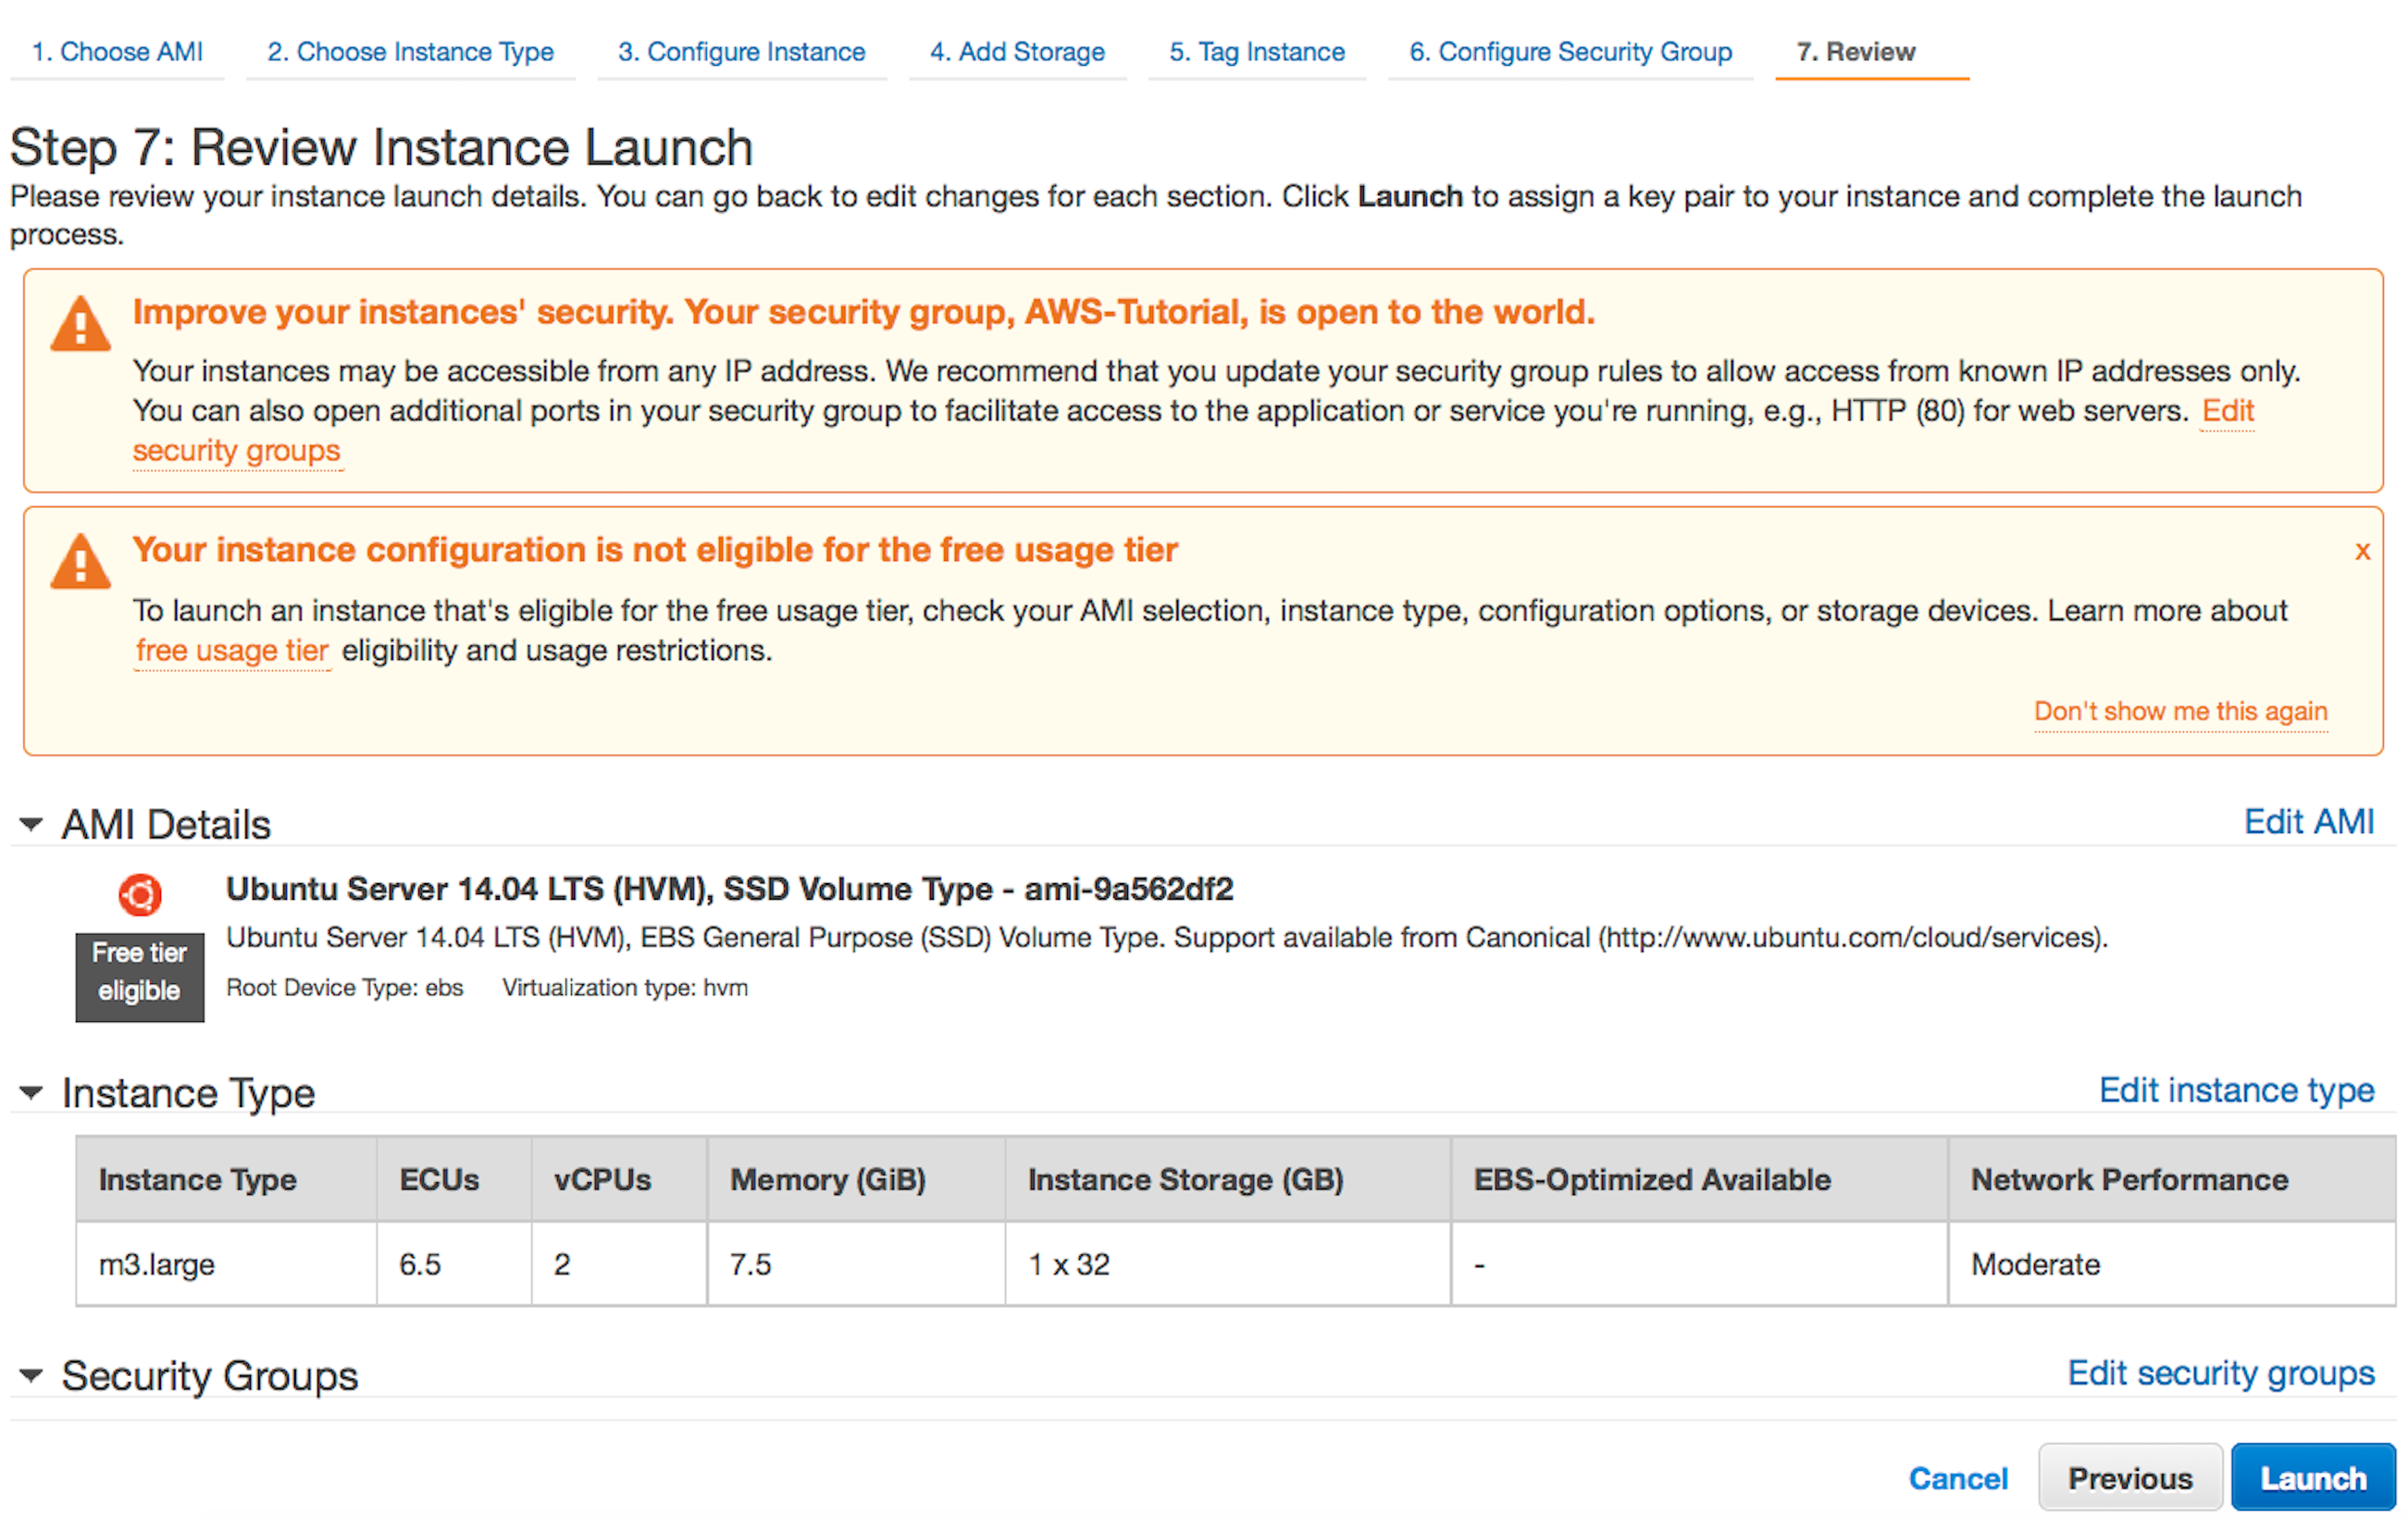 1. Choose AMI 2. Choose Instance Type 3. Configure Instance 4. Add Storage 5. Tag Instance 6. Configure Security Group 7. Review
Step 7: Review Instance Launch
Please review your instance launch details. You can go back to edit changes for each section. Click Launch to assign a key pair to your instance and complete the launch
process.
Improve your instances' security. Your security group, AWS-Tutorial, is open to the world.
Your instances may be accessible from any IP address. We recommend that you update your security group rules to allow access from known IP addresses only.
You can also open additional ports in your security group to facilitate access to the application or service you're running, e.g., HTTP (80) for web servers. Edit
security groups
Your instance configuration is not eligible for the free usage tier x
To launch an instance that's eligible for the free usage tier, check your AMI selection, instance type, configuration options, or storage devices. Learn more about
free usage tier eligibility and usage restrictions.
Don't show me this again
AMI Details Edit AMI
Ubuntu Server 14.04 LTS (HVM), SSD Volume Type - ami-9a562df2
Free tier
eligible
Ubuntu Server 14.04 LTS (HVM), EBS General Purpose (SSD) Volume Type. Support available from Canonical (http://www.ubuntu.com/cloud/services).
Root Device Type: ebs Virtualization type: hvm
Instance Type Edit instance type
Instance Type ECUs vCPUs Memory (GiB) Instance Storage (GB) EBS-Optimized Available Network Performance
m3.large 6.5 2 7.5 1 x 32 - Moderate
Security Groups Edit security groups
Cancel Previous Launch